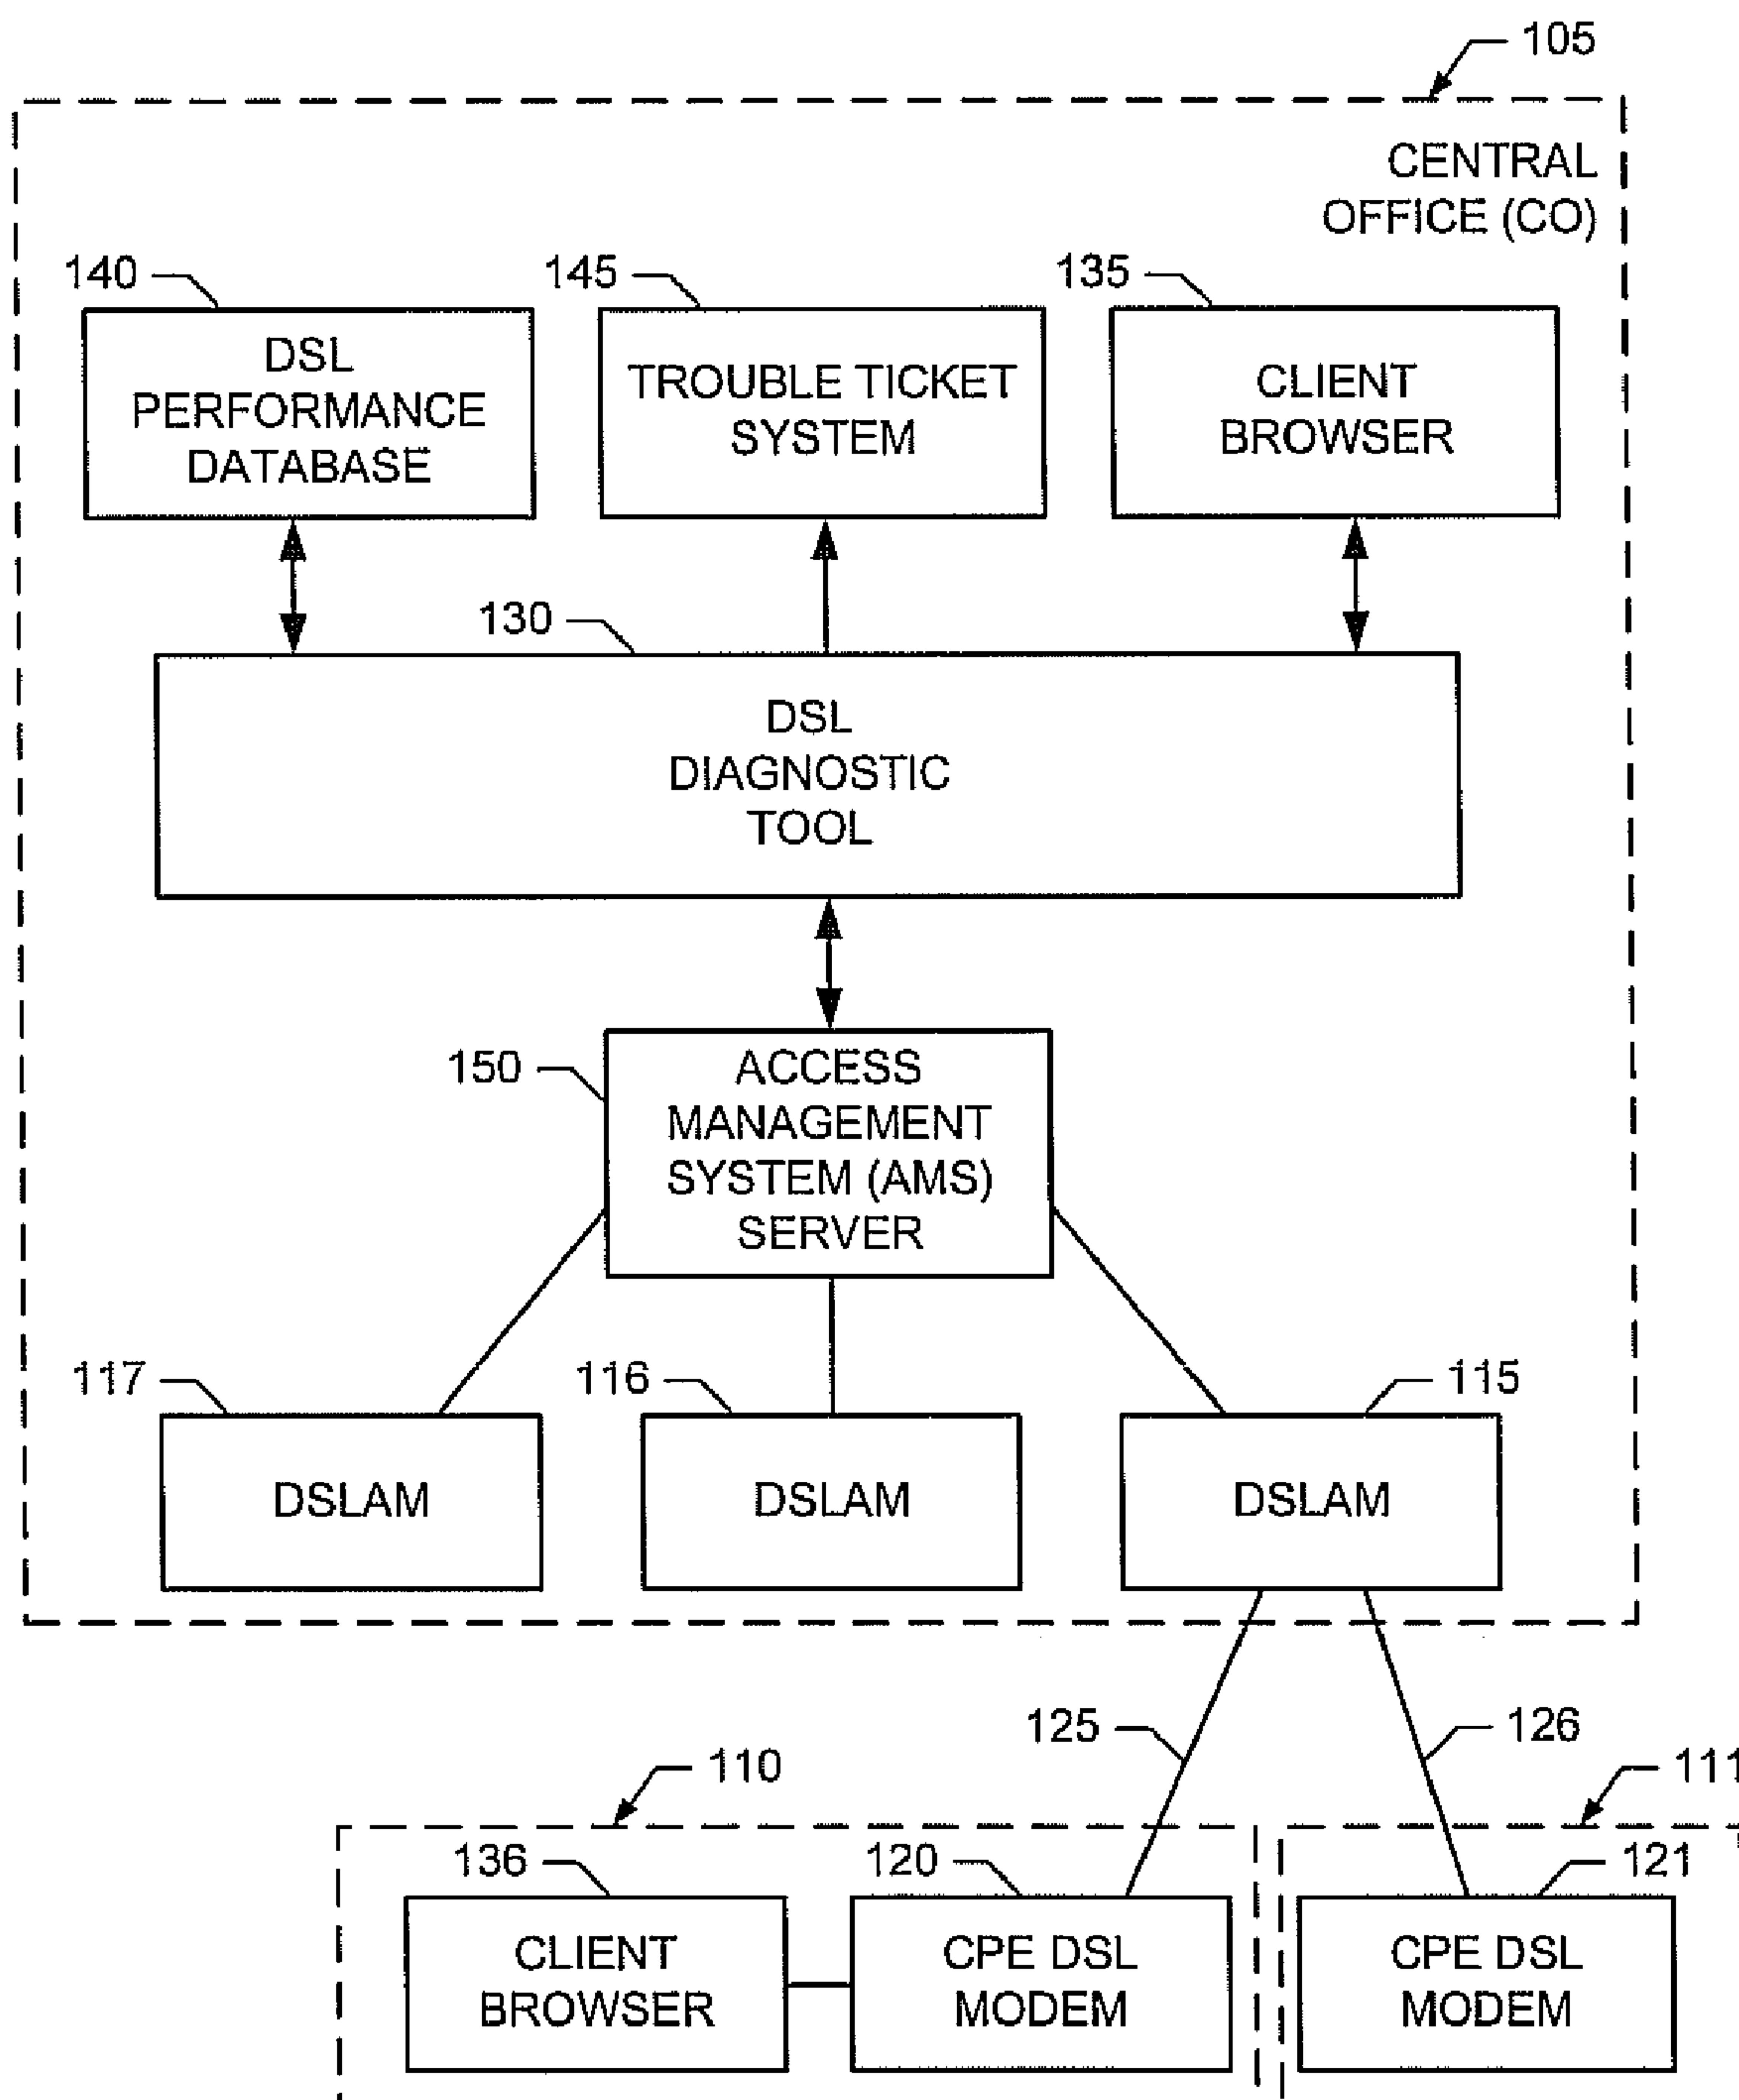 105
CENTRAL
OFFICE (CO)
140
145
135
DSL
PERFORMANCE
DATABASE
TROUBLE TICKET
SYSTEM
CLIENT
BROWSER
130
DSL
DIAGNOSTIC
TOOL
150
ACCESS
MANAGEMENT
SYSTEM (AMS)
SERVER
117
116
115
DSLAM
DSLAM
DSLAM
125
126
110
111
136
120
121
CLIENT
BROWSER
CPE DSL
MODEM
CPE DSL
MODEM